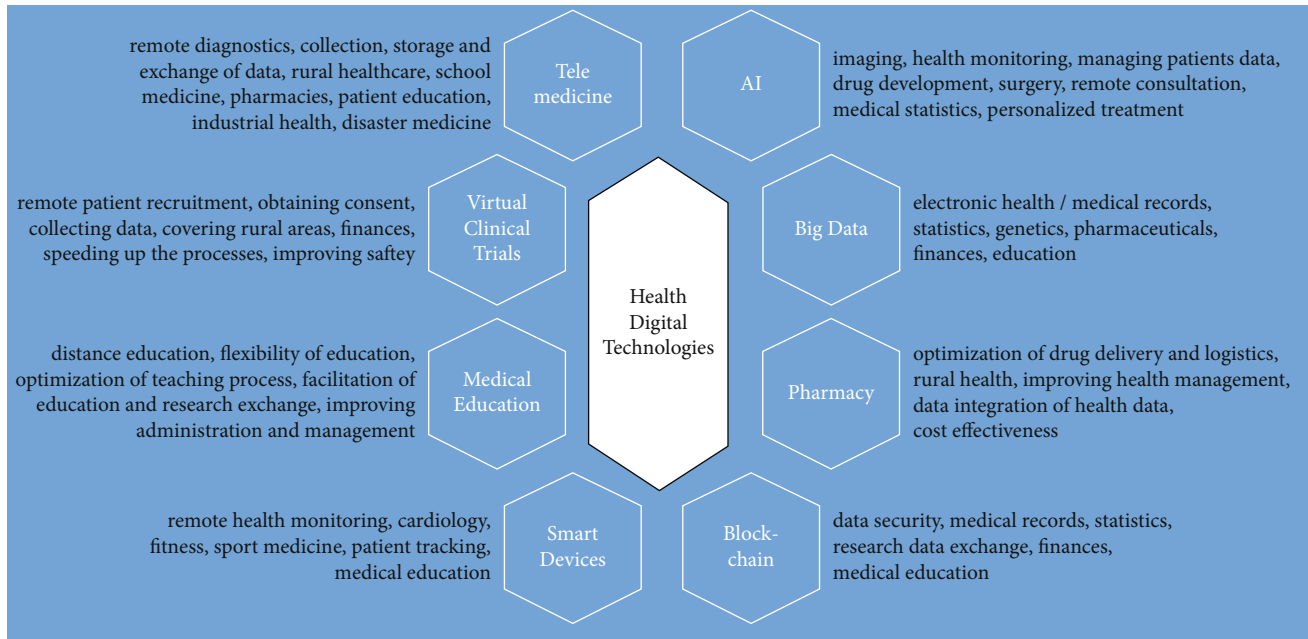 remote diagnostics, collection, storage and
exchange of data, rural healthcare, school
medicine, pharmacies, patient education,
industrial health, disaster medicine
Tele
medicine
AI
imaging, health monitoring, managing patients data,
drug development, surgery, remote consultation,
medical statistics, personalized treatment
remote patient recruitment, obtaining consent,
collecting data, covering rural areas, finances,
speeding up the processes, improving saftey
Virtual
Clinical
Trials
Big Data
electronic health / medical records,
statistics, genetics, pharmaceuticals,
finances, education
Health
Digital
Technologies
distance education, flexibility of education,
optimization of teaching process, facilitation of
education and research exchange, improving
administration and management
Medical
Education
Pharmacy
optimization of drug delivery and logistics,
rural health, improving health management,
data integration of health data,
cost effectiveness
remote health monitoring, cardiology,
fitness, sport medicine, patient tracking,
medical education
Smart
Devices
Block-
chain
data security, medical records, statistics,
research data exchange, finances,
medical education